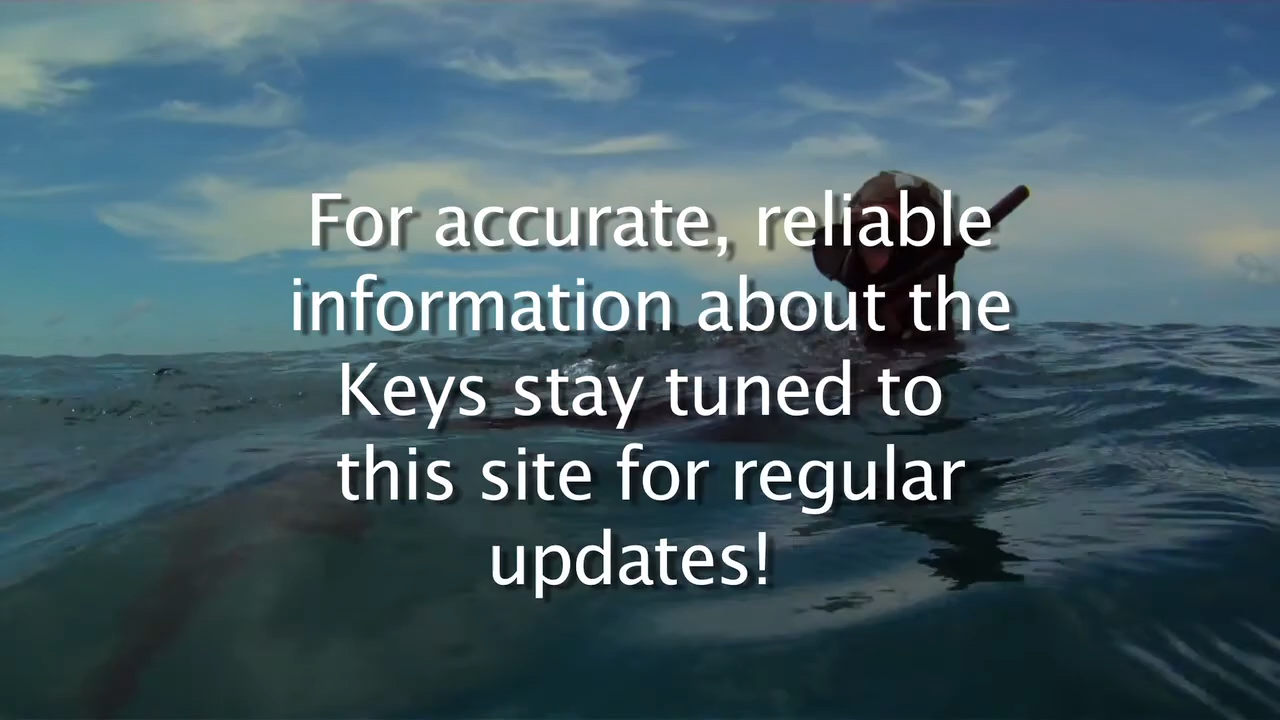 For accurate, reliable
information about the
Keys stay tuned to
this site for regular
updates!